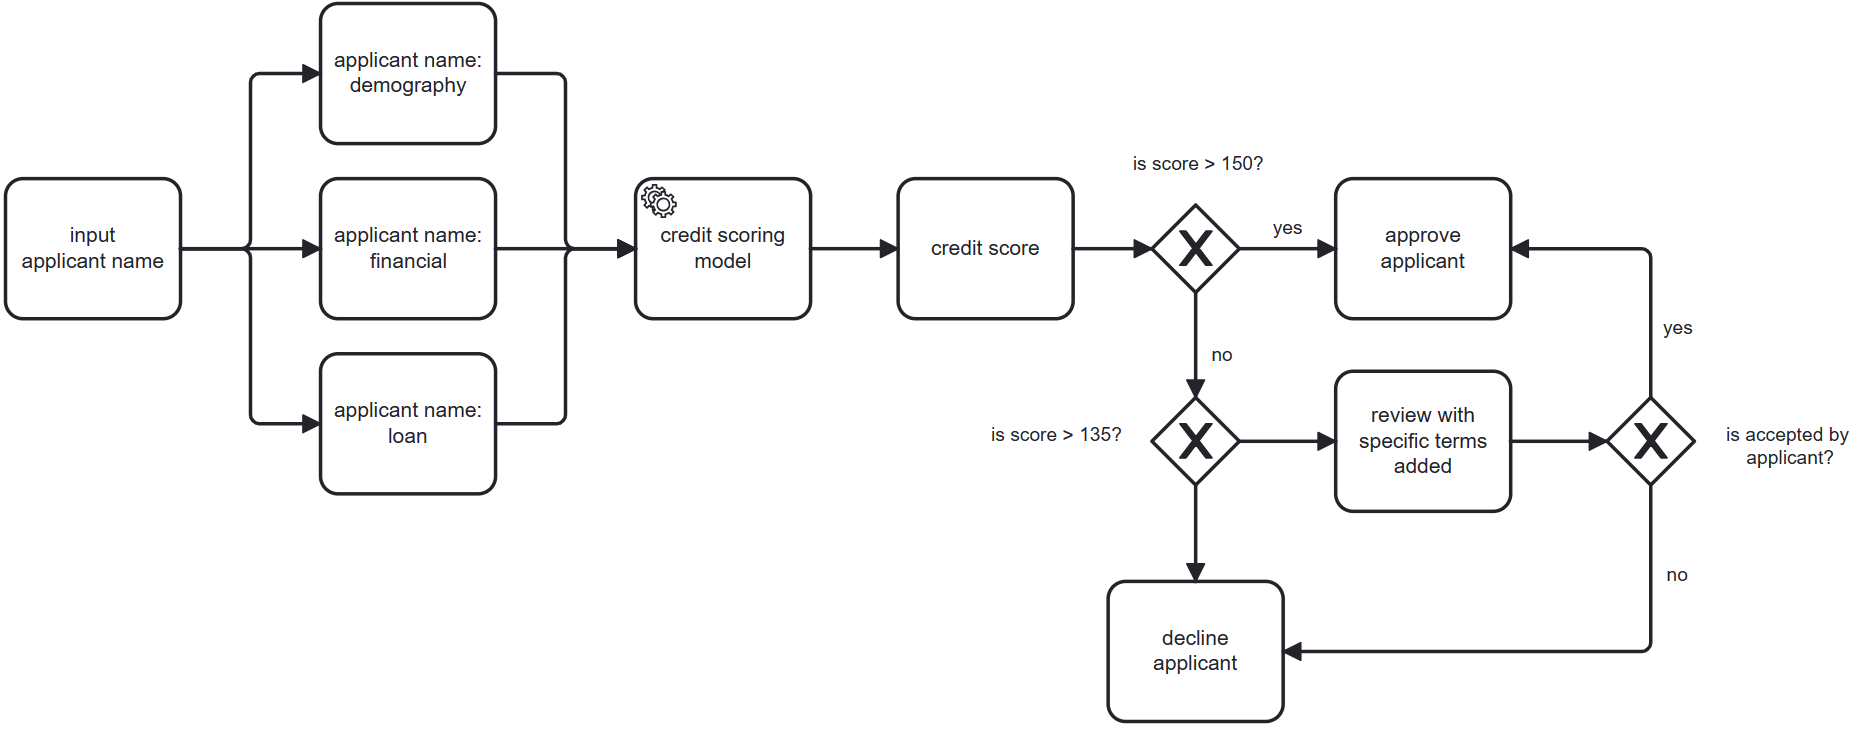 applicant name:
demography
input
applicant name
applicant name:
financial
applicant name:
loan
credit scoring
model
credit score
is score > 150?
yes
approve
applicant
no
is score > 135?
review with
specific terms
added
yes
is accepted by
applicant?
no
decline
applicant